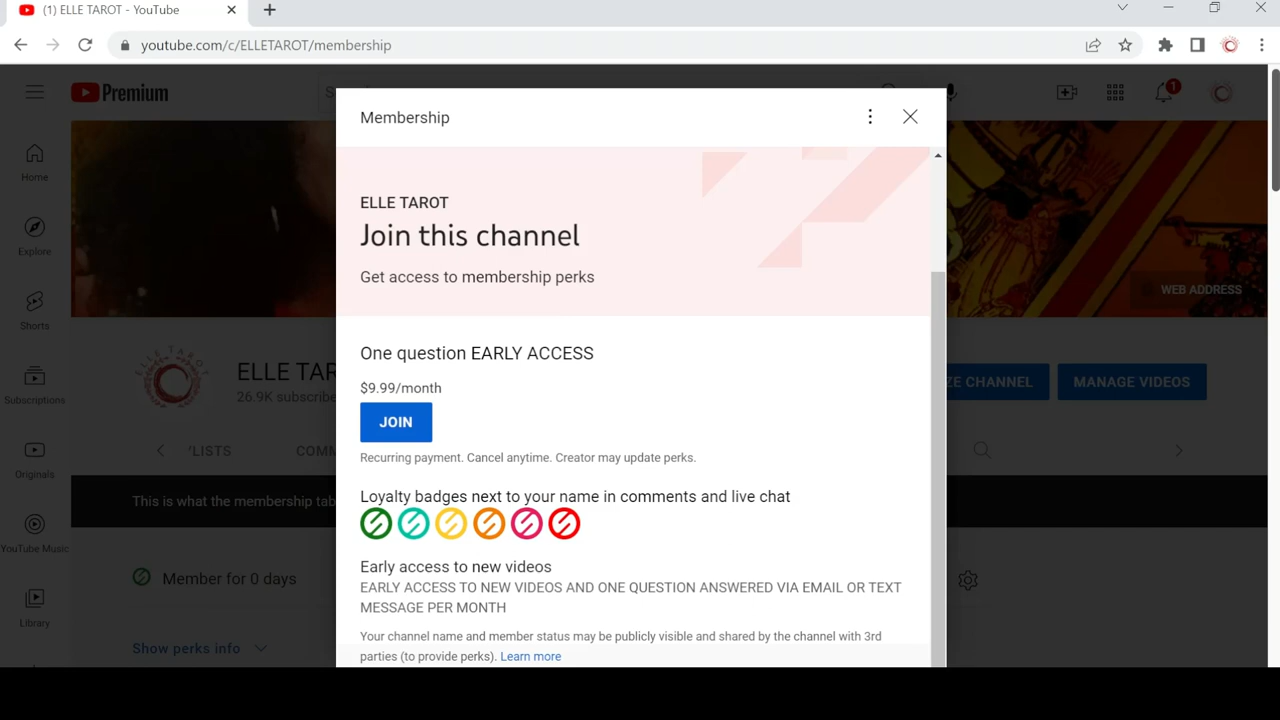 (1) ELLE TAROT - YouTube
youtube.com/c/ELLETAROT/membership
Premium
1
Membership
Home
Explore
Shorts
Subscriptions
Originals
YouTube Music
Library
ELLE TAROT
Join this channel
Get access to membership perks
WEB ADDRESS
One question EARLY ACCESS
$9.99/month
JOIN
Recurring payment. Cancel anytime. Creator may update perks.
Loyalty badges next to your name in comments and live chat
Early access to new videos
EARLY ACCESS TO NEW VIDEOS AND ONE QUESTION ANSWERED VIA EMAIL OR TEXT
MESSAGE PER MONTH
Your channel name and member status may be publicly visible and shared by the channel with 3rd
parties (to provide perks). Learn more
ELLE TAROT
ELLE TAR
26.9K subscribe
ZE CHANNEL
MANAGE VIDEOS
'LISTS
COMM
This is what the membership tab
Member for 0 days
Show perks info